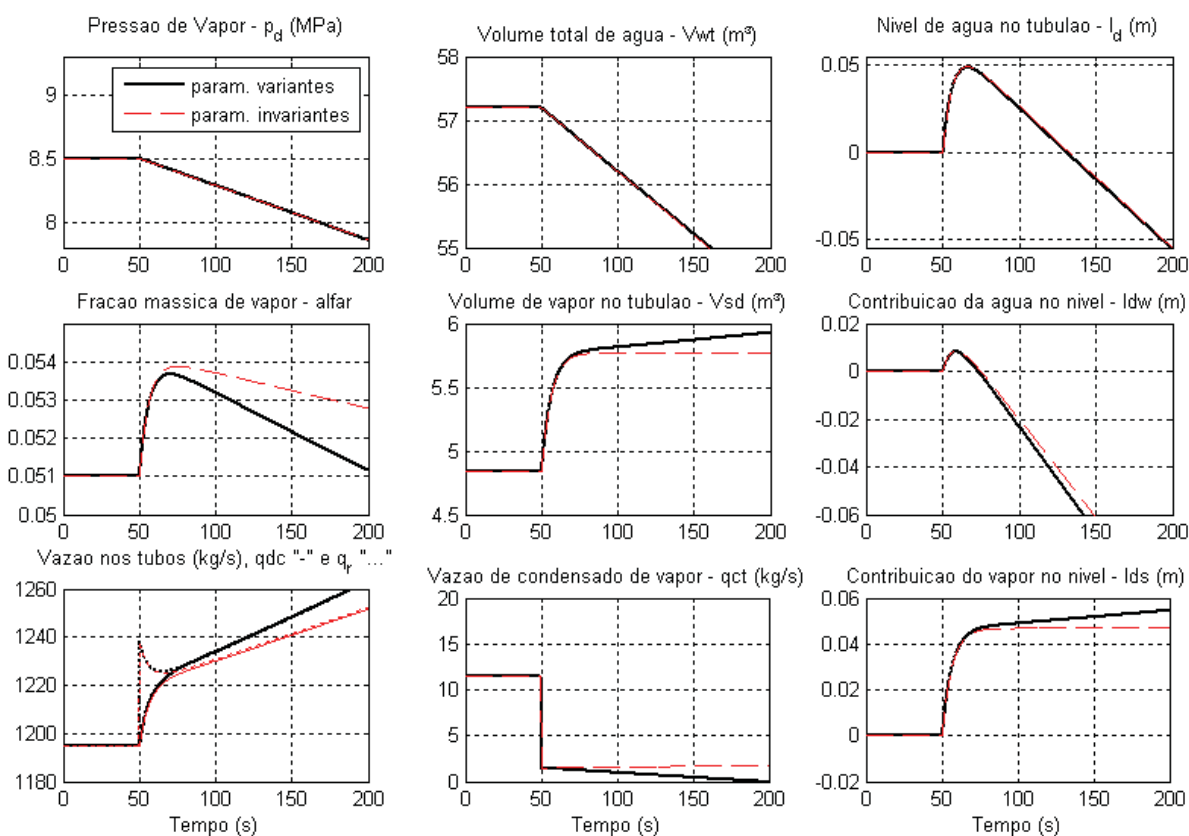 Pressao de Vapor - p_d (MPa)
9
8.5
8
param. variantes
param. invariantes
0 50 100 150 200
Volume total de agua - Vwt (m³)
58
57
56
55
0 50 100 150 200
Nivel de agua no tubulao - l_d (m)
0.05
0
-0.05
0 50 100 150 200
Fracao massica de vapor - alfar
0.054
0.053
0.052
0.051
0.05
0 50 100 150 200
Volume de vapor no tubulao - Vsd (m³)
6
5.5
5
4.5
0 50 100 150 200
Contribuicao da agua no nivel - ldw (m)
0.02
0
-0.02
-0.04
-0.06
0 50 100 150 200
Vazao nos tubos (kg/s), qdc "-" e q_r "..."
1260
1240
1220
1200
1180
0 50 100 150 200
Tempo (s)
Vazao de condensado de vapor - qct (kg/s)
20
15
10
5
0
0 50 100 150 200
Tempo (s)
Contribuicao do vapor no nivel - lds (m)
0.06
0.04
0.02
0
-0.02
0 50 100 150 200
Tempo (s)